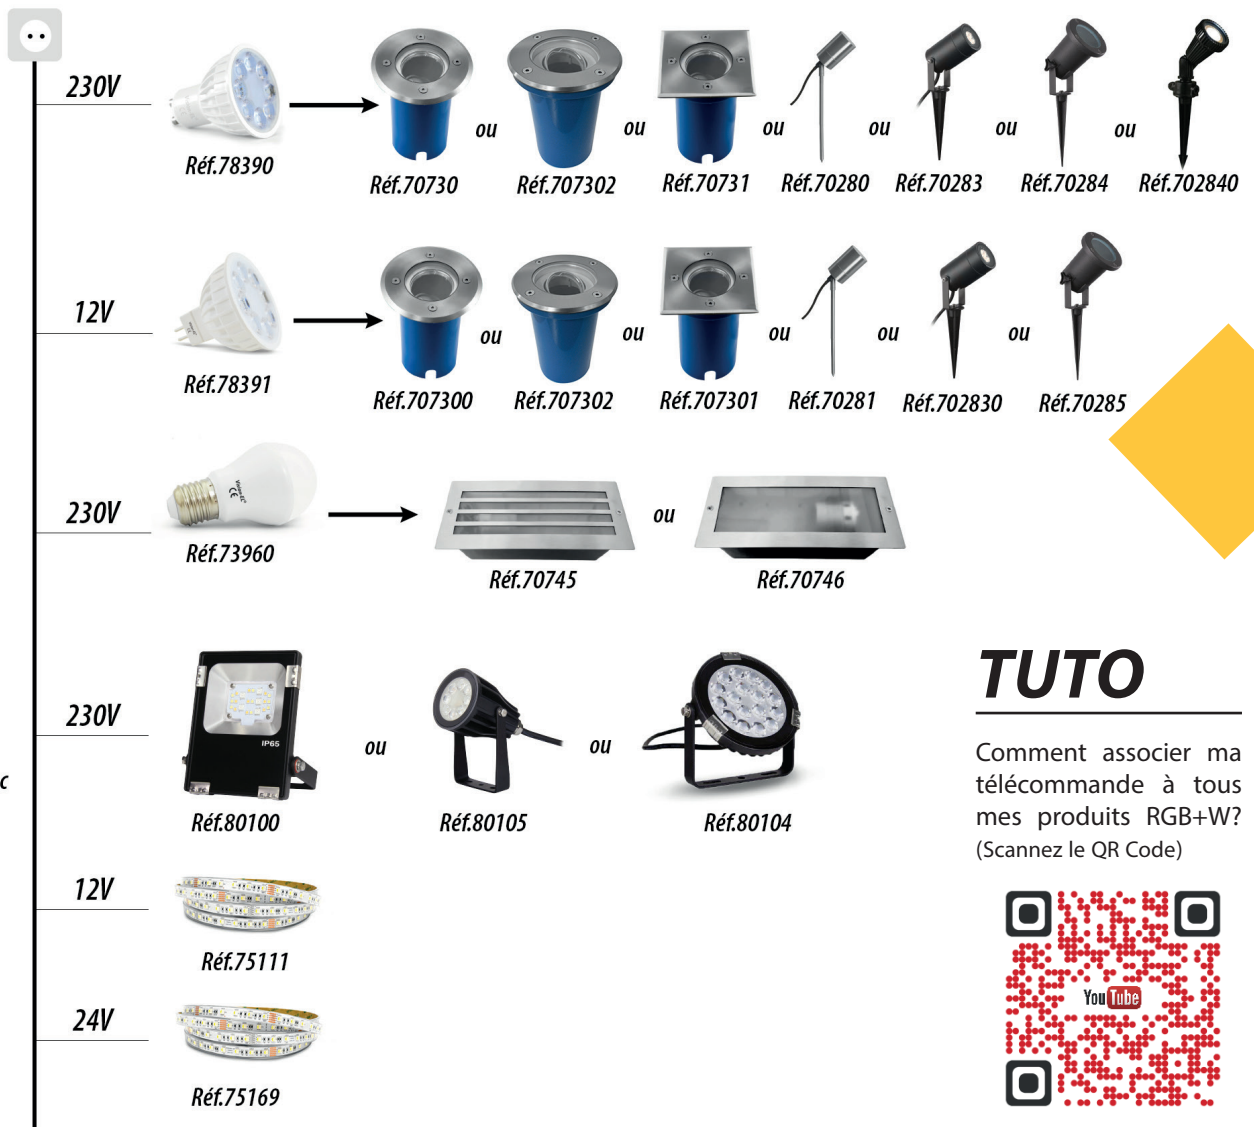 230V
ou
ou
ou
ou
ou
ou
Réf.78390
Réf.70730
Réf.707302
Réf.70731
Réf.70280
Réf.70283
Réf.70284
Réf.702840
12V
ou
ou
ou
ou
ou
Réf.78391
Réf.707300
Réf.707302
Réf.707301
Réf.70281
Réf.702830
Réf.70285
230V
Vision-EL
CE
ou
Réf.73960
Réf.70745
Réf.70746
230V
IP65
ou
ou
Réf.80100
Réf.80105
Réf.80104
c
12V
Réf.75111
24V
Réf.75169
TUTO
Comment associer ma
télécommande à tous
mes produits RGB+W?
(Scannez le QR Code)
YouTube